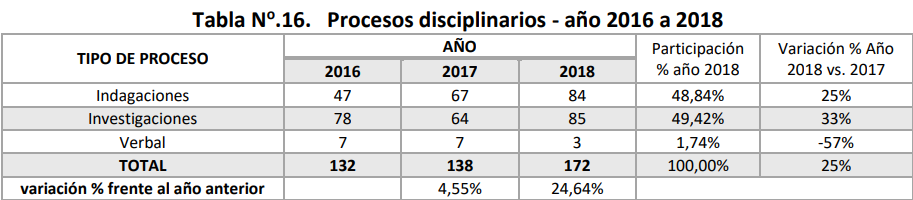 Tabla Nº.16. Procesos disciplinarios - año 2016 a 2018
TIPO DE PROCESO AÑO Participación % año 2018 Variación % Año 2018 vs. 2017
2016 2017 2018
Indagaciones 47 67 84 48,84% 25%
Investigaciones 78 64 85 49,42% 33%
Verbal 7 7 3 1,74% -57%
TOTAL 132 138 172 100,00% 25%
variación % frente al año anterior 4,55% 24,64%